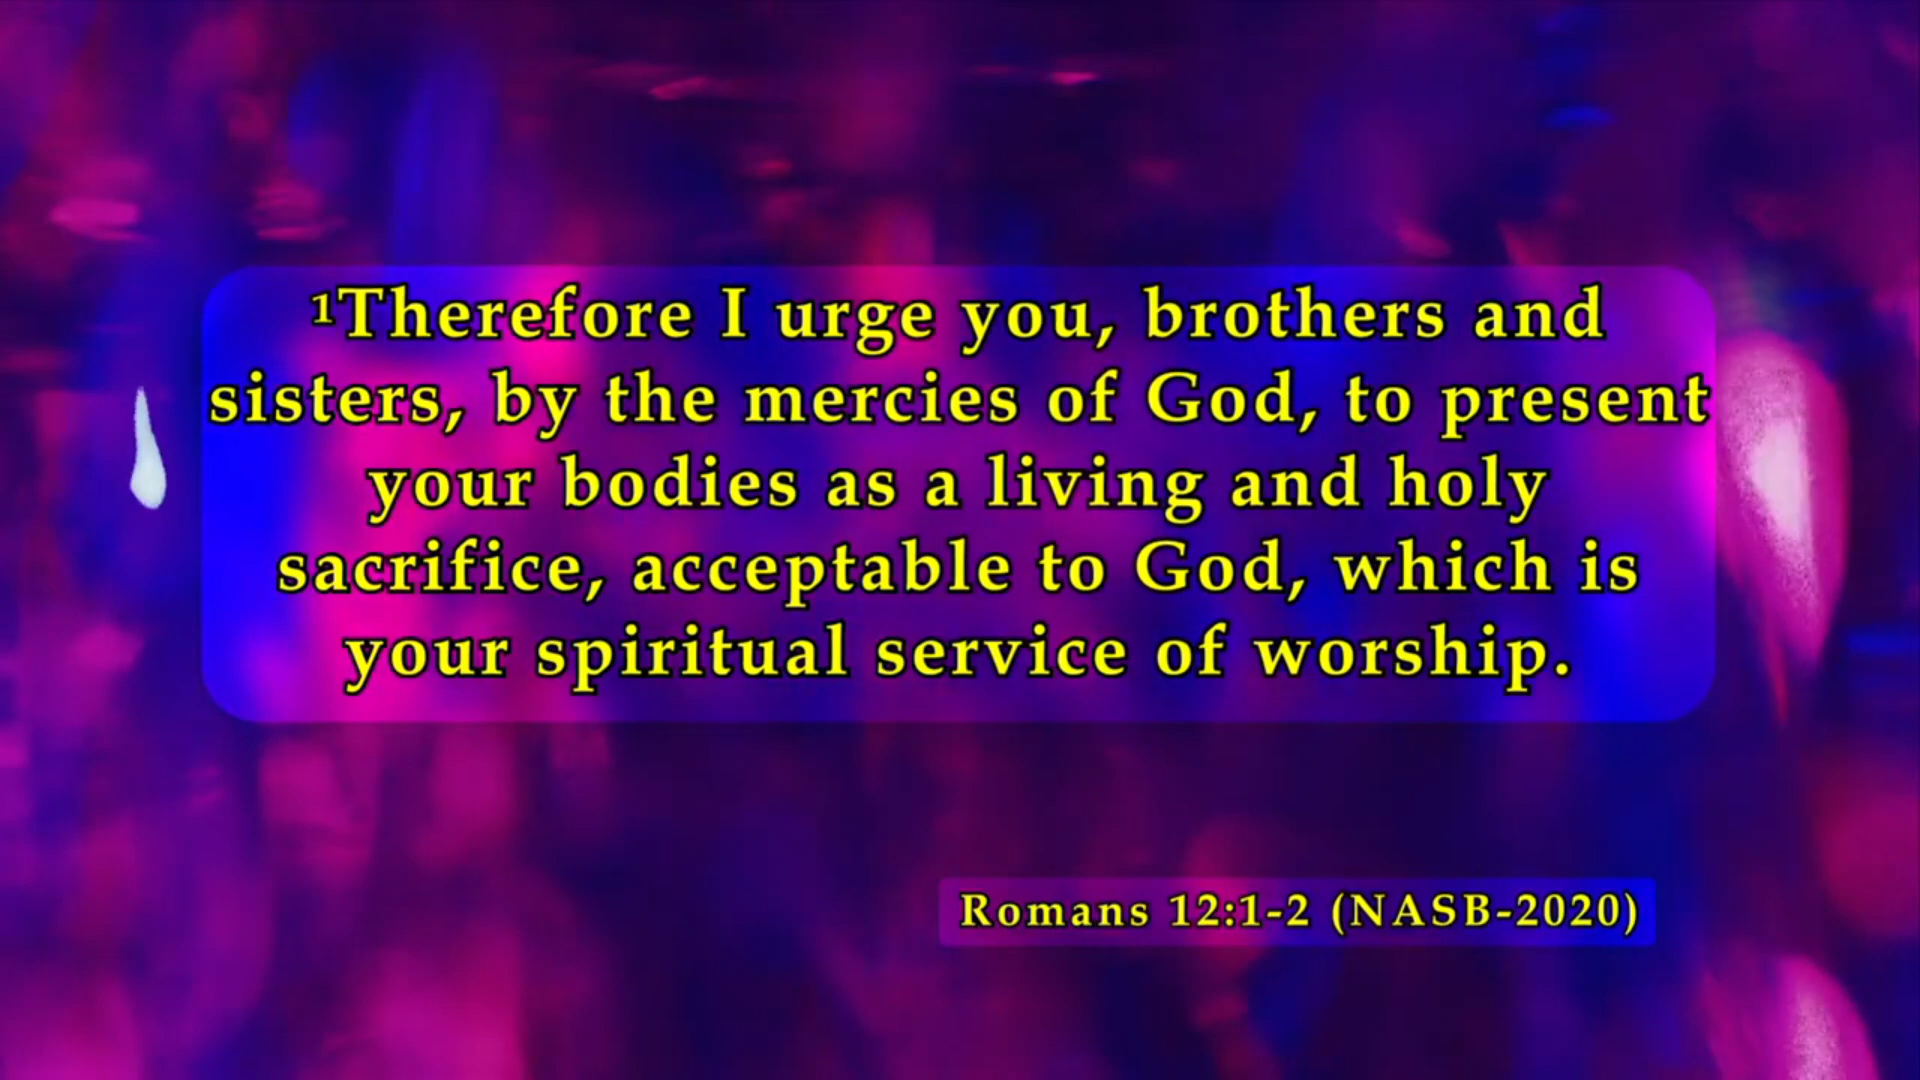 ¹Therefore I urge you, brothers and
sisters, by the mercies of God, to present
your bodies as a living and holy
sacrifice, acceptable to God, which is
your spiritual service of worship.
Romans 12:1-2 (NASB-2020)